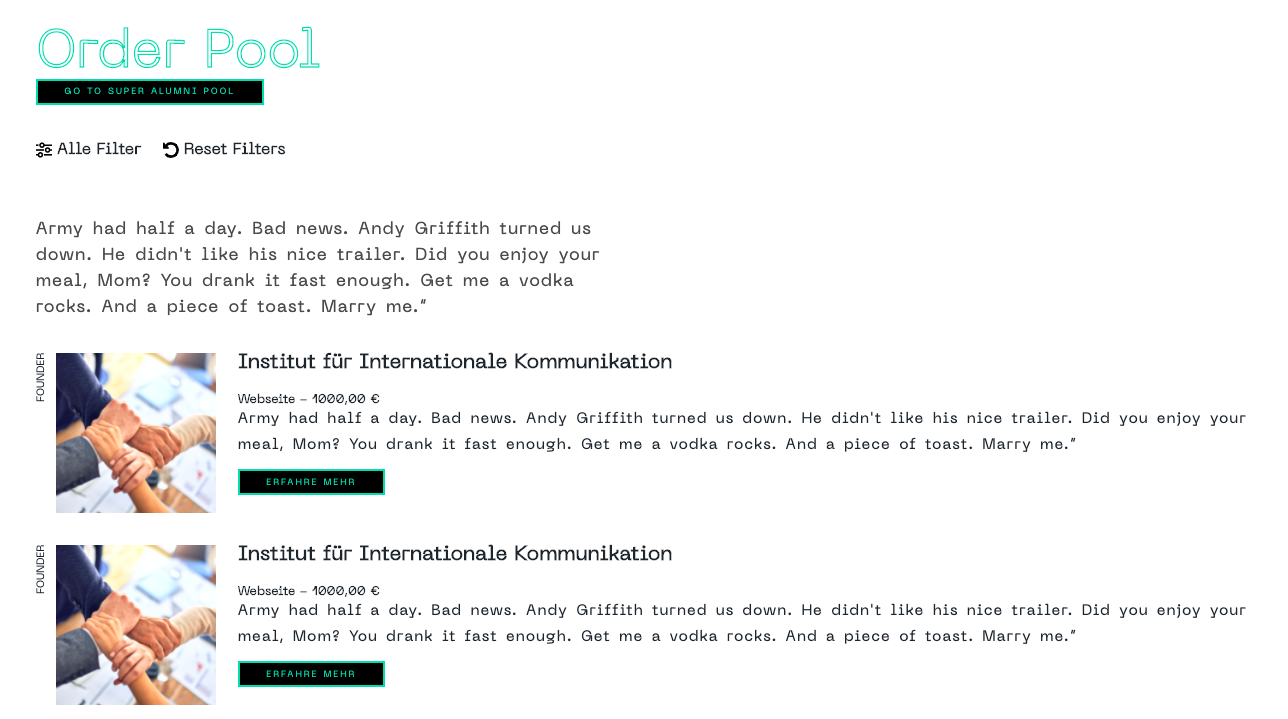 Order Pool
GO TO SUPER ALUMNI POOL
Alle Filter Reset Filters
Army had half a day. Bad news. Andy Griffith turned us
down. He didn't like his nice trailer. Did you enjoy your
meal, Mom? You drank it fast enough. Get me a vodka
rocks. And a piece of toast. Marry me.”
FOUNDER
Institut für Internationale Kommunikation
Webseite – 1000,00 €
Army had half a day. Bad news. Andy Griffith turned us down. He didn't like his nice trailer. Did you enjoy your
meal, Mom? You drank it fast enough. Get me a vodka rocks. And a piece of toast. Marry me.”
ERFAHRE MEHR
FOUNDER
Institut für Internationale Kommunikation
Webseite – 1000,00 €
Army had half a day. Bad news. Andy Griffith turned us down. He didn't like his nice trailer. Did you enjoy your
meal, Mom? You drank it fast enough. Get me a vodka rocks. And a piece of toast. Marry me.”
ERFAHRE MEHR